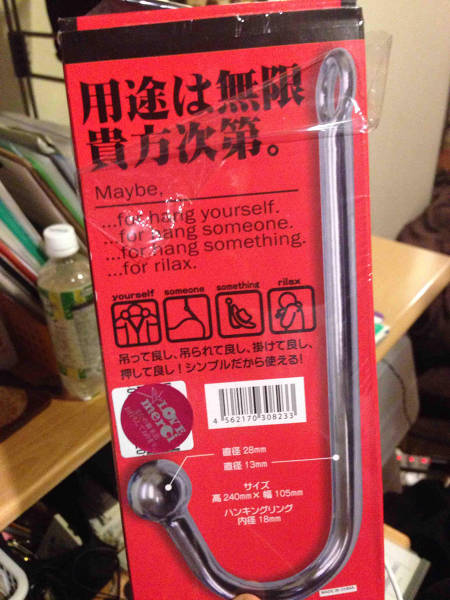 用途は無限
貴方次第。
Maybe,
...for hang yourself.
...for hang someone.
...for hang something.
...for rilax.
yourself someone something rilax
吊って良し、吊られて良し、掛けて良し、
押して良し!シンプルだから使える!
LOVE
merci
4 562170 308233
直径 28mm
直径 13mm
サイズ
高 240mm × 幅 105mm
ハンキングリング
内径 18mm
MADE IN CHINA